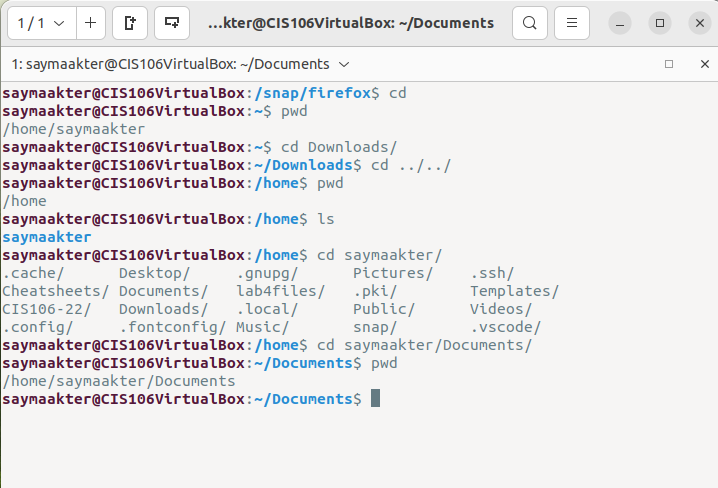 1 / 1
...kter@CIS106VirtualBox: ~/Documents
1: saymaakter@CIS106VirtualBox: ~/Documents
saymaakter@CIS106VirtualBox:/snap/firefox$ cd
saymaakter@CIS106VirtualBox:~$ pwd
/home/saymaakter
saymaakter@CIS106VirtualBox:~$ cd Downloads/
saymaakter@CIS106VirtualBox:~/Downloads$ cd ../../
saymaakter@CIS106VirtualBox:/home$ pwd
/home
saymaakter@CIS106VirtualBox:/home$ ls
saymaakter
saymaakter@CIS106VirtualBox:/home$ cd saymaakter/
.cache/      Desktop/     .gnupg/      Pictures/    .ssh/
Cheatsheets/ Documents/   lab4files/   .pki/        Templates/
CIS106-22/   Downloads/   .local/      Public/      Videos/
.config/     .fontconfig/ Music/       snap/        .vscode/
saymaakter@CIS106VirtualBox:/home$ cd saymaakter/Documents/
saymaakter@CIS106VirtualBox:~/Documents$ pwd
/home/saymaakter/Documents
saymaakter@CIS106VirtualBox:~/Documents$